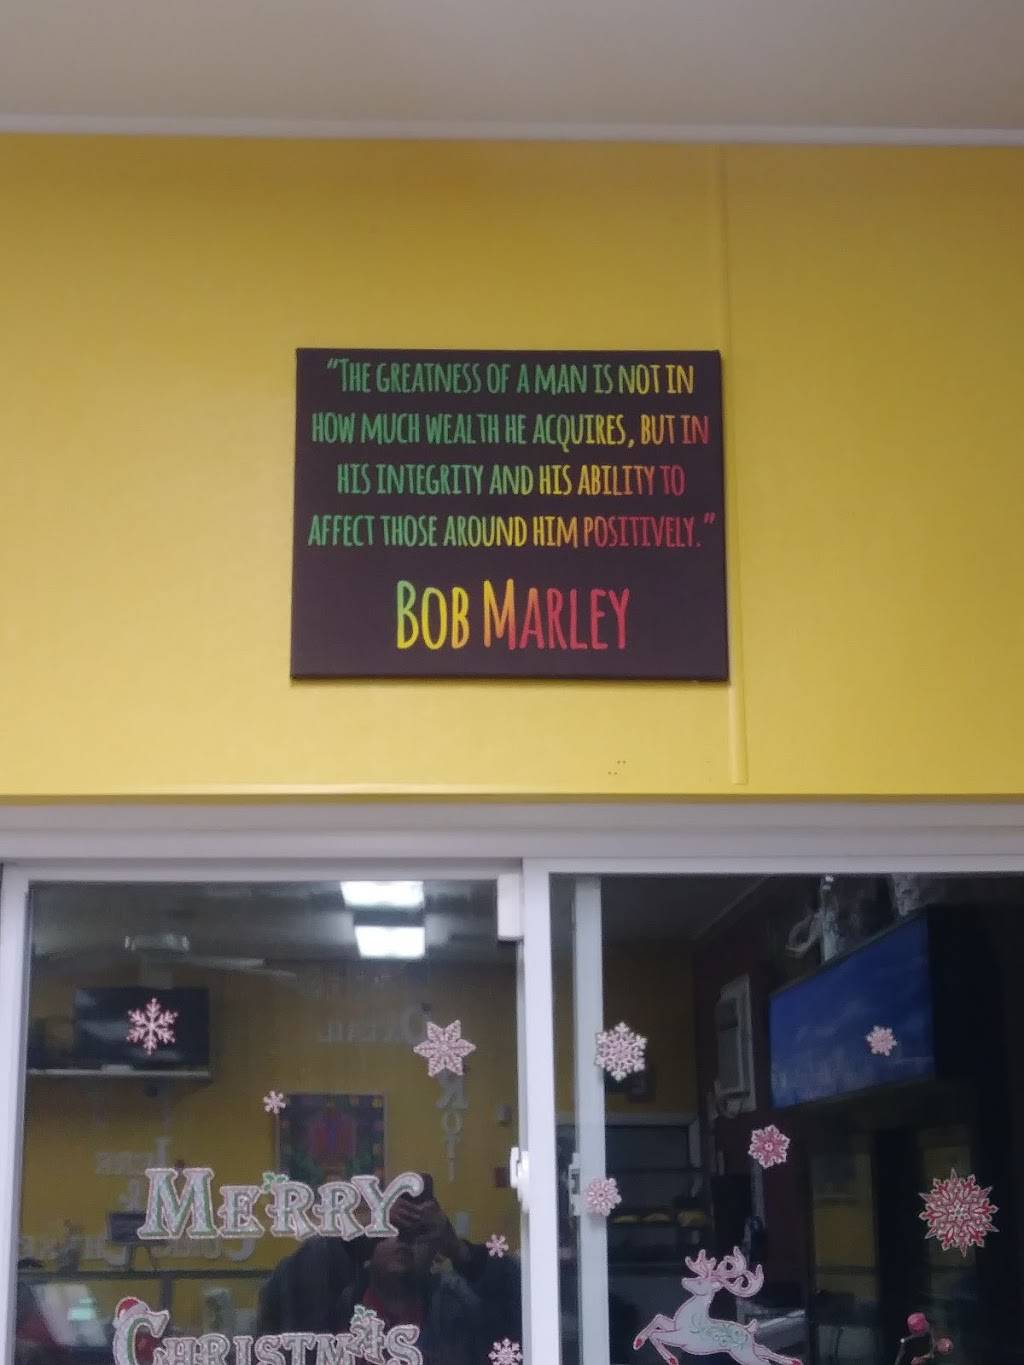 “The greatness of a man is not in
how much wealth he acquires, but in
his integrity and his ability to
affect those around him positively.”
Bob Marley
Merry
Christmas